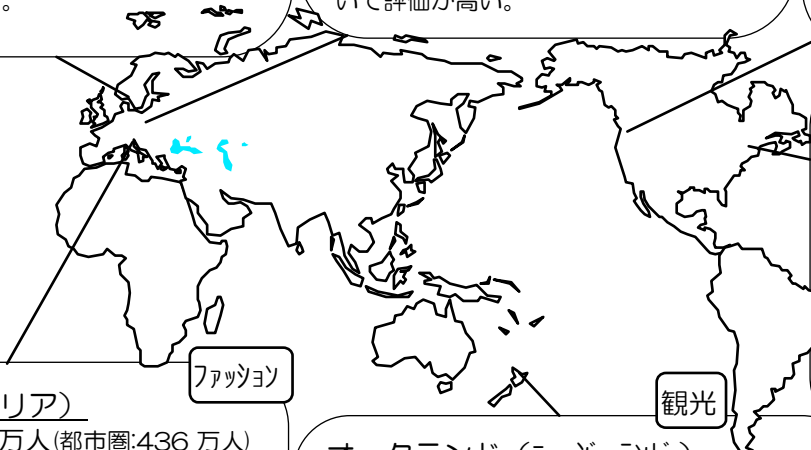 。
いて評価が高い。
ファッション
リア）
万人(都市圏:436 万人)
観光